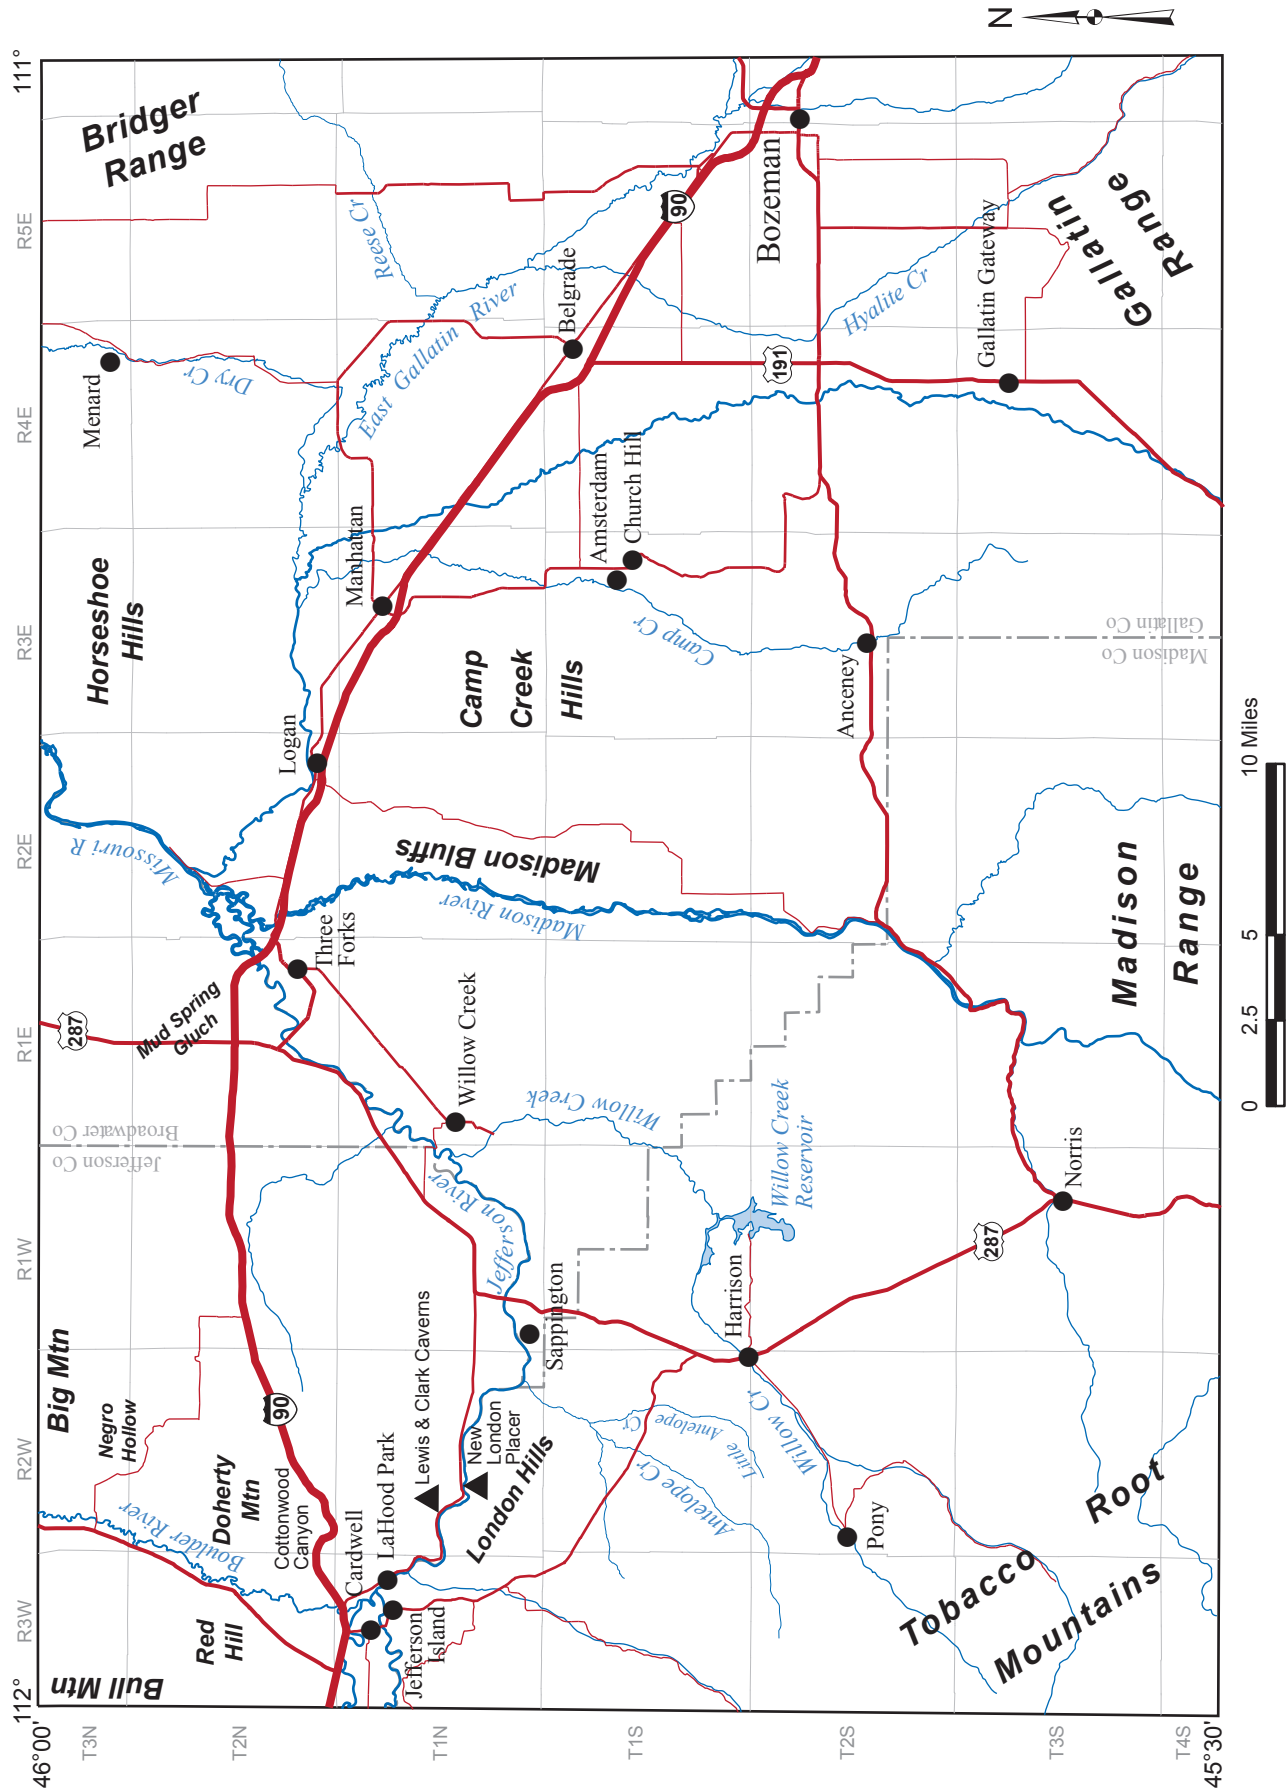 46°00'
112°
111°
45°30'
R3W
R2W
R1W
R1E
R2E
R3E
R4E
R5E
T3N
T2N
T1N
T1S
T2S
T3S
T4S
N
Bull Mtn
Big Mtn
Negro
Hollow
Horseshoe
Hills
Bridger
Range
Menard
Dry Cr
Reese Cr
287
Mud Spring
Gluch
Missouri R
Jefferson Co
Broadwater Co
Red
Hill
Boulder River
Doherty
Mtn
Cottonwood
Canyon
90
Cardwell
LaHood Park
Jefferson
Island
Lewis & Clark Caverns
New
London
Placer
London Hills
Jefferson River
Sappington
Willow Creek
Willow Creek
Three
Forks
Logan
Manhattan
East Gallatin River
Belgrade
90
Madison Bluffs
Madison River
Camp
Creek
Hills
Amsterdam
Church Hill
Camp Cr
Bozeman
191
Hyalite Cr
Gallatin Gateway
Gallatin
Range
Anceney
Madison Co
Gallatin Co
Antelope Cr
Little Antelope
Cr
Willow Cr
Harrison
Willow Creek
Reservoir
Pony
287
Norris
Tobacco
Root
Mountains
Madison
Range
0
2.5
5
10 Miles